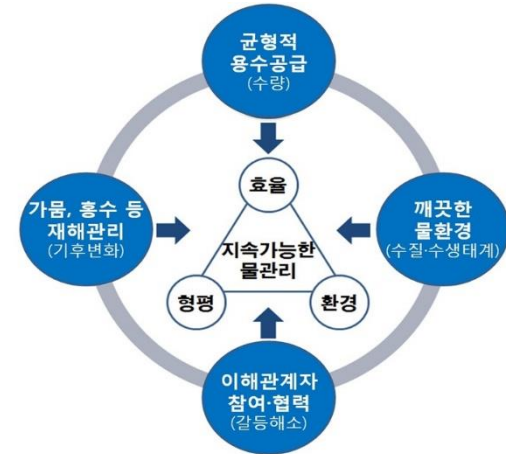 균형적
용수공급
(수량)
효율
가뭄, 홍수 등
재해관리
(기후변화)
지속가능한
물관리
깨끗한
물환경
(수질·수생태계)
형평
환경
이해관계자
참여·협력
(갈등해소)